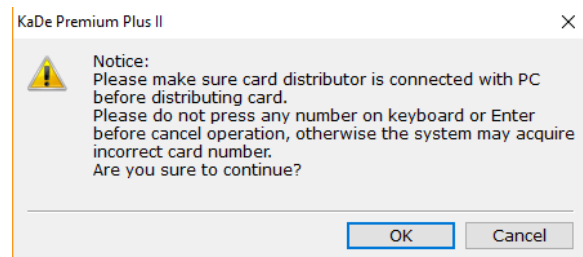 KaDe Premium Plus II
Notice:
Please make sure card distributor is connected with PC
before distributing card.
Please do not press any number on keyboard or Enter
before cancel operation, otherwise the system may acquire
incorrect card number.
Are you sure to continue?
OK
Cancel